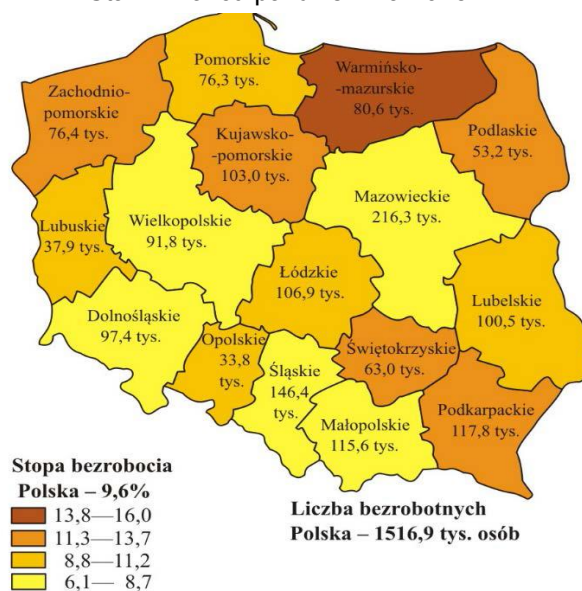 Pomorskie
76,3 tys.
Warmińsko-
-mazurskie
80,6 tys.
Zachodnio-
pomorskie
76,4 tys.
Kujawsko-
-pomorskie
103,0 tys.
Podlaskie
53,2 tys.
Mazowieckie
216,3 tys.
Lubuskie
37,9 tys.
Wielkopolskie
91,8 tys.
Łódzkie
106,9 tys.
Lubelskie
100,5 tys.
Dolnośląskie
97,4 tys.
Opolskie
33,8
tys.
Śląskie
146,4
tys.
Świętokrzyskie
63,0 tys.
Małopolskie
115,6 tys.
Podkarpackie
117,8 tys.
Stopa bezrobocia
Polska – 9,6%
13,8—16,0
11,3—13,7
8,8—11,2
6,1— 8,7
Liczba bezrobotnych
Polska – 1516,9 tys. osób